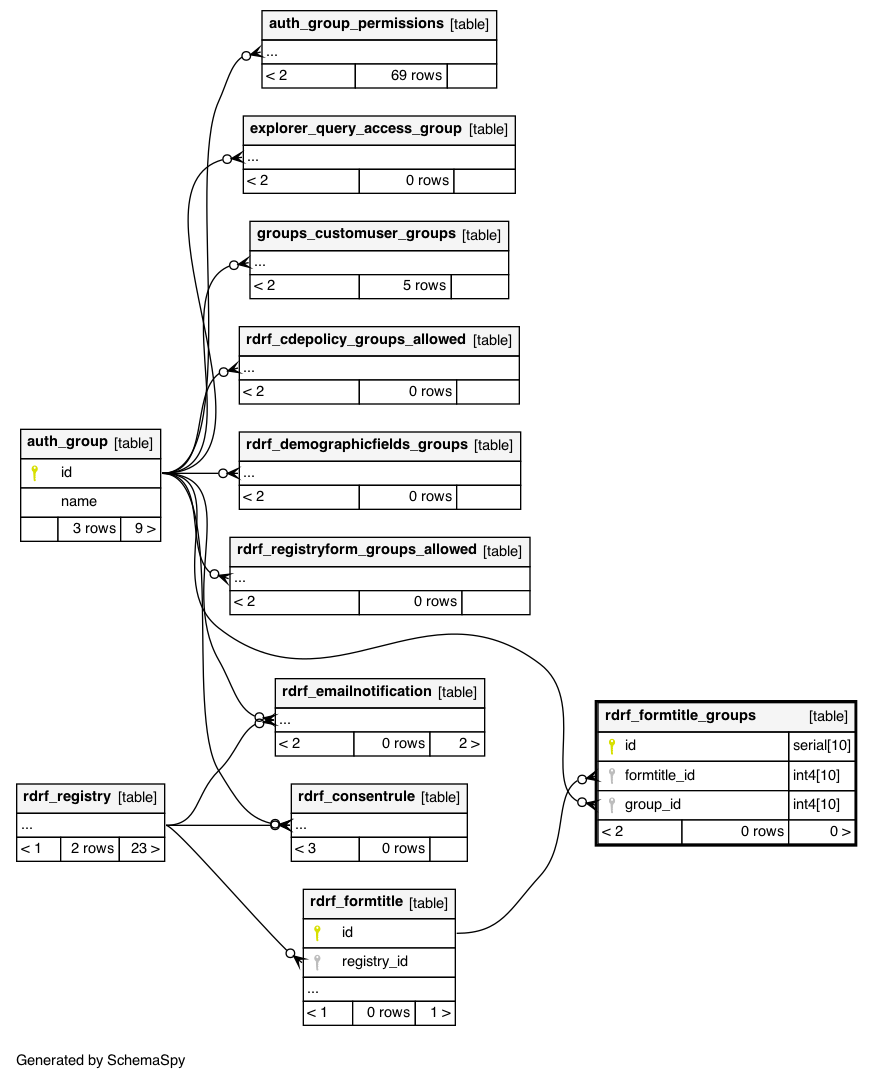 auth_group_permissions [table]
...
< 2 69 rows
explorer_query_access_group [table]
...
< 2 0 rows
groups_customuser_groups [table]
...
< 2 5 rows
rdrf_cdepolicy_groups_allowed [table]
...
< 2 0 rows
auth_group [table]
id
name
3 rows 9 >
rdrf_demographicfields_groups [table]
...
< 2 0 rows
rdrf_registryform_groups_allowed [table]
...
< 2 0 rows
rdrf_emailnotification [table]
...
< 2 0 rows 2 >
rdrf_formtitle_groups [table]
id serial[10]
formtitle_id int4[10]
group_id int4[10]
< 2 0 rows 0 >
rdrf_registry [table]
...
< 1 2 rows 23 >
rdrf_consentrule [table]
...
< 3 0 rows
rdrf_formtitle [table]
id
registry_id
...
< 1 0 rows 1 >
Generated by SchemaSpy